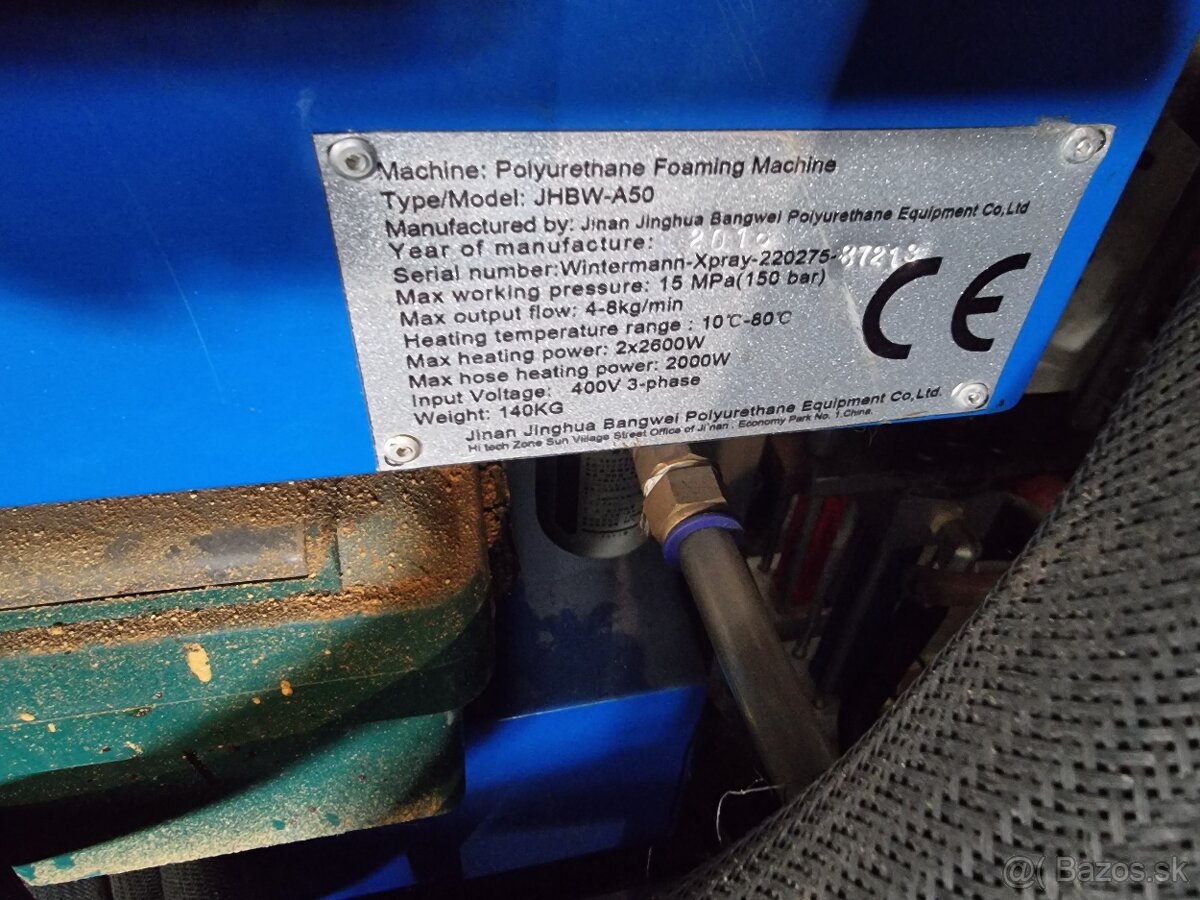 Machine: Polyurethane Foaming Machine
Type/Model: JHBW-A50
Manufactured by: Jinan Jinghua Bangwei Polyurethane Equipment Co,Ltd
Year of manufacture:
Serial number:Wintermann-Xpray-220275-37213
Max working pressure: 15 MPa(150 bar)
Max output flow: 4-8kg/min
Heating temperature range : 10℃-80℃
Max heating power: 2x2600W
Max hose heating power: 2000W
Input Voltage: 400V 3-phase
Weight: 140KG
CE
Jinan Jinghua Bangwei Polyurethane Equipment Co,Ltd.
Hi tech Zone Sun Village Street Office of Ji'nan . Economy Park No. 1.China.
@( Bazos.sk